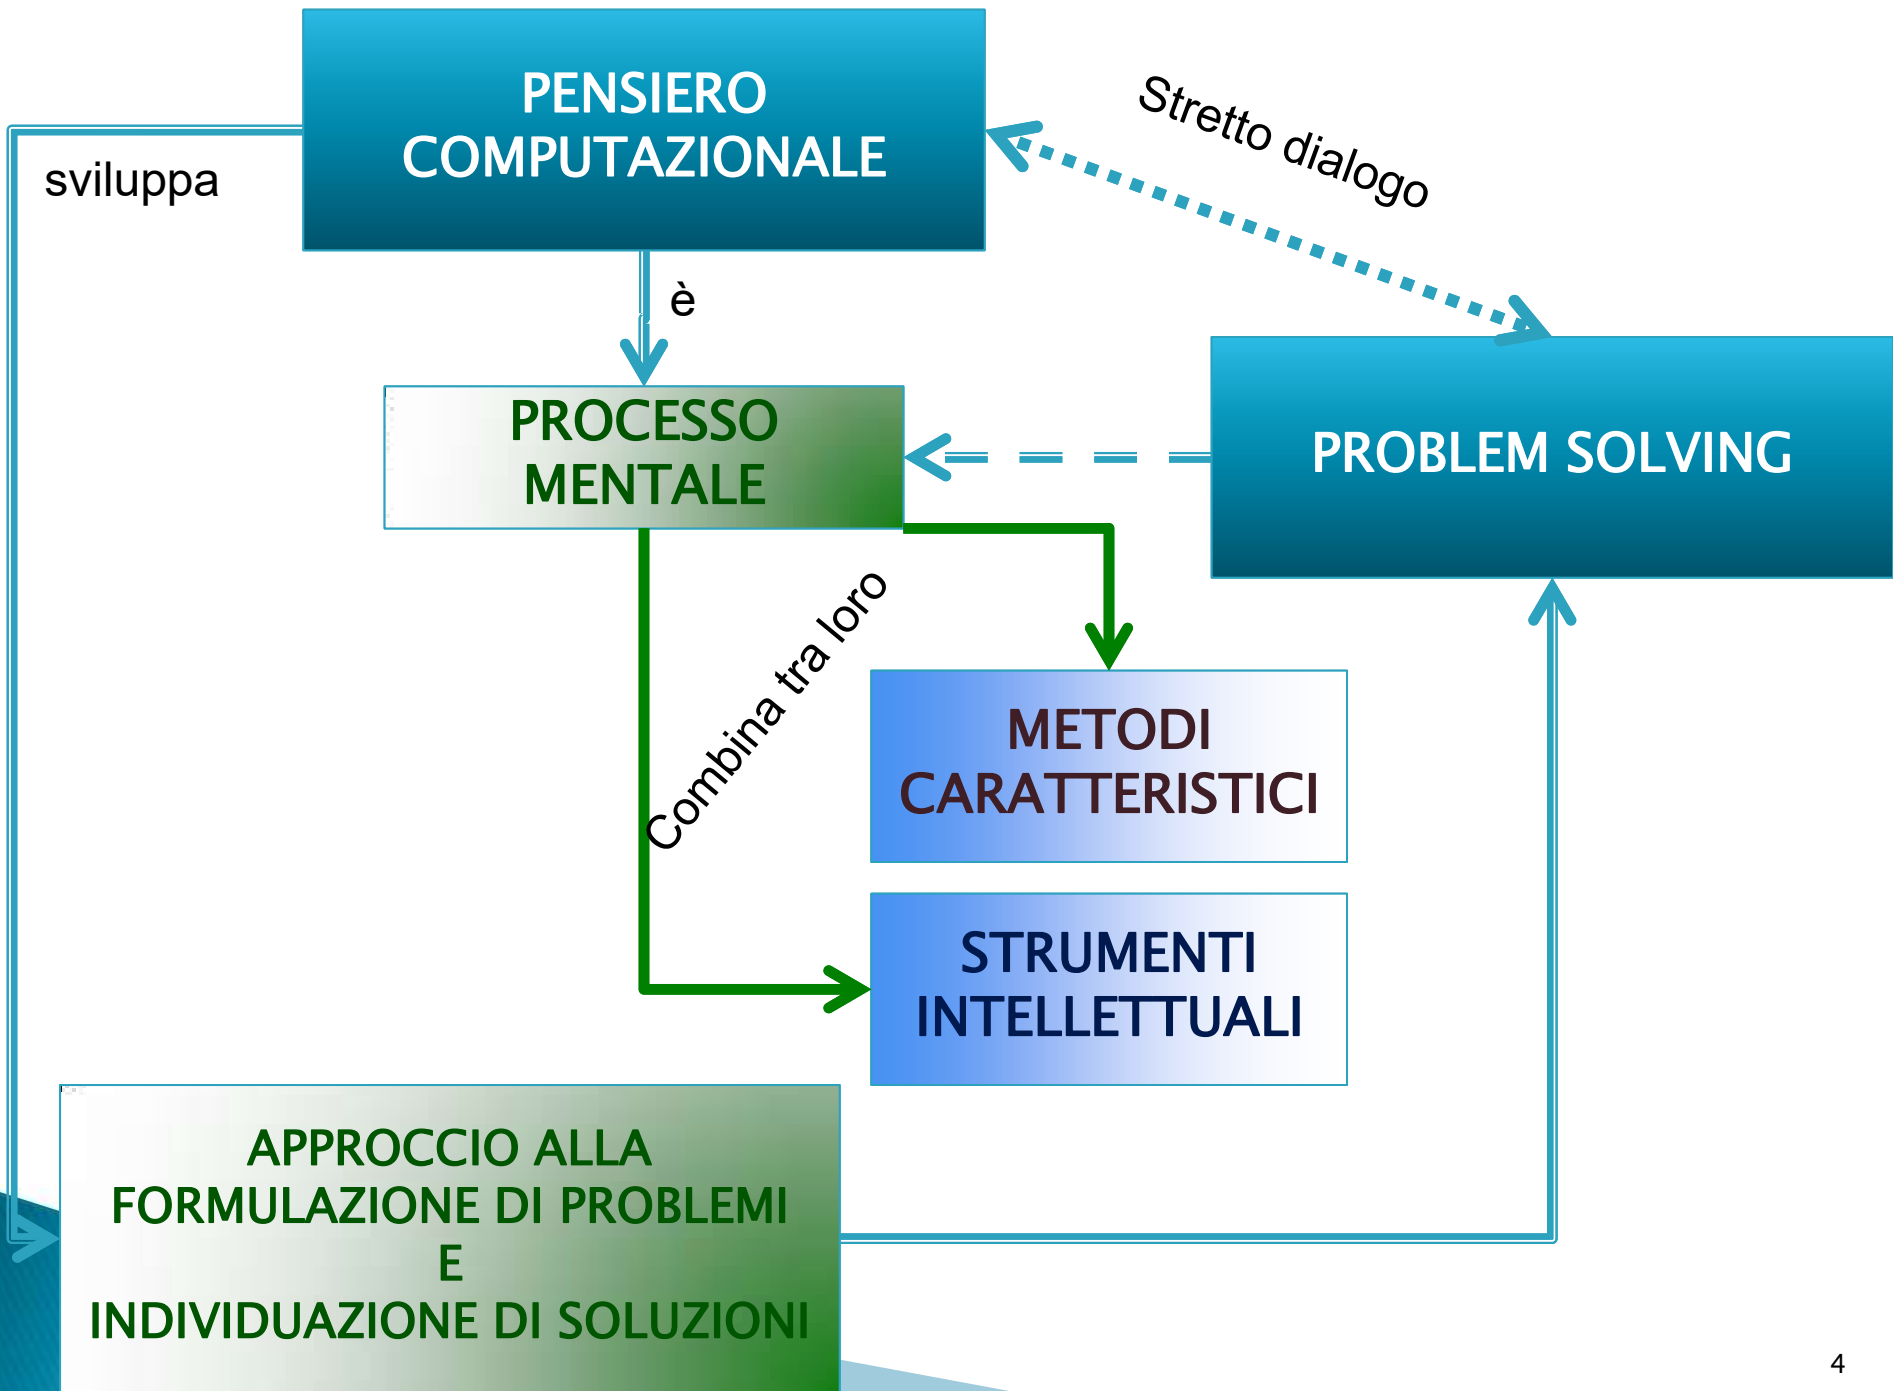 PENSIERO
COMPUTAZIONALE
Stretto dialogo
sviluppa
è
PROCESSO
MENTALE
PROBLEM SOLVING
Combina tra loro
METODI
CARATTERISTICI
STRUMENTI
INTELLETTUALI
APPROCCIO ALLA
FORMULAZIONE DI PROBLEMI
E
INDIVIDUAZIONE DI SOLUZIONI
4